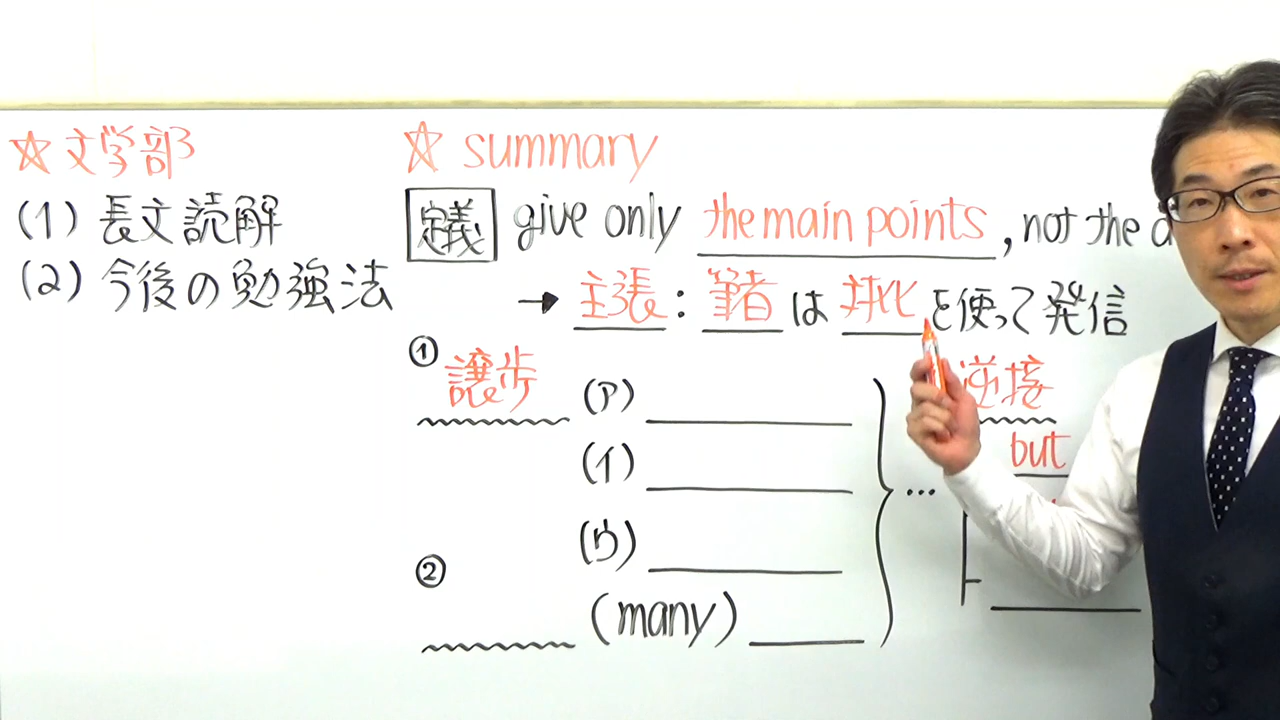 ☆文学部
(1) 長文読解
(2) 今後の勉強法
☆ summary
定義 give only the main points, not the d
→ 主張：筆者は対比を使って発信
① 譲歩 (ア)
(イ)
(ウ)
② (many)
… 逆接
but